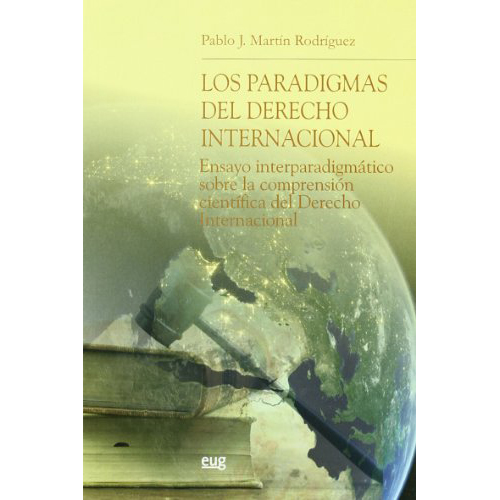 Pablo J. Martín Rodríguez
LOS PARADIGMAS
DEL DERECHO
INTERNACIONAL
Ensayo interparadigmático
sobre la comprensión
científica del Derecho
Internacional
eug